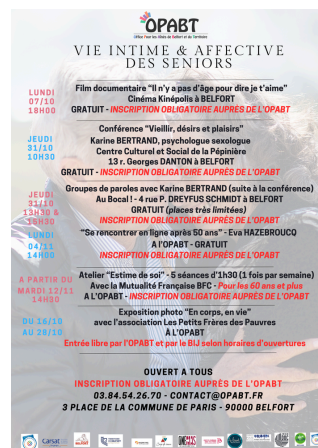 OPABT
Office Pour les Aînés de Belfort et du Territoire
VIE INTIME & AFFECTIVE
DES SENIORS
LUNDI
07/10
18H00
Film documentaire "Il n'y a pas d'âge pour dire je t'aime"
Cinéma Kinépolis à BELFORT
GRATUIT - INSCRIPTION OBLIGATOIRE AUPRÈS DE L'OPABT
JEUDI
31/10
10H30
Conférence "Vieillir, désirs et plaisirs"
Karine BERTRAND, psychologue sexologue
Centre Culturel et Social de la Pépinière
13 r. Georges DANTON à BELFORT
GRATUIT - INSCRIPTION OBLIGATOIRE AUPRÈS DE L'OPABT
JEUDI
31/10
13H30 &
15H30
Groupes de paroles avec Karine BERTRAND (suite à la conférence)
Au Bocal ! - 4 rue P. DREYFUS SCHMIDT à BELFORT
GRATUIT (places très limitées)
INSCRIPTION OBLIGATOIRE AUPRÈS DE L'OPABT
LUNDI
04/11
14H00
"Se rencontrer en ligne après 50 ans" - Eva HAZEBROUCQ
A l'OPABT - GRATUIT
INSCRIPTION OBLIGATOIRE AUPRÈS DE L'OPABT
A PARTIR DU
MARDI 12/11
14H30
Atelier "Estime de soi" - 5 séances d'1h30 (1 fois par semaine)
Avec la Mutualité Française BFC - Pour les 60 ans et plus
A L'OPABT - INSCRIPTION OBLIGATOIRE AUPRÈS DE L'OPABT
DU 15/10
AU 28/10
Exposition photo "En corps, en vie"
avec l'association Les Petits Frères des Pauvres
À L'OPABT
Entrée libre par l'OPABT et par le BIJ selon horaires d'ouvertures
OUVERT A TOUS
INSCRIPTION OBLIGATOIRE AUPRÈS DE L'OPABT
03.84.54.26.70 - CONTACT@OPABT.FR
3 PLACE DE LA COMMUNE DE PARIS - 90000 BELFORT
Carsat